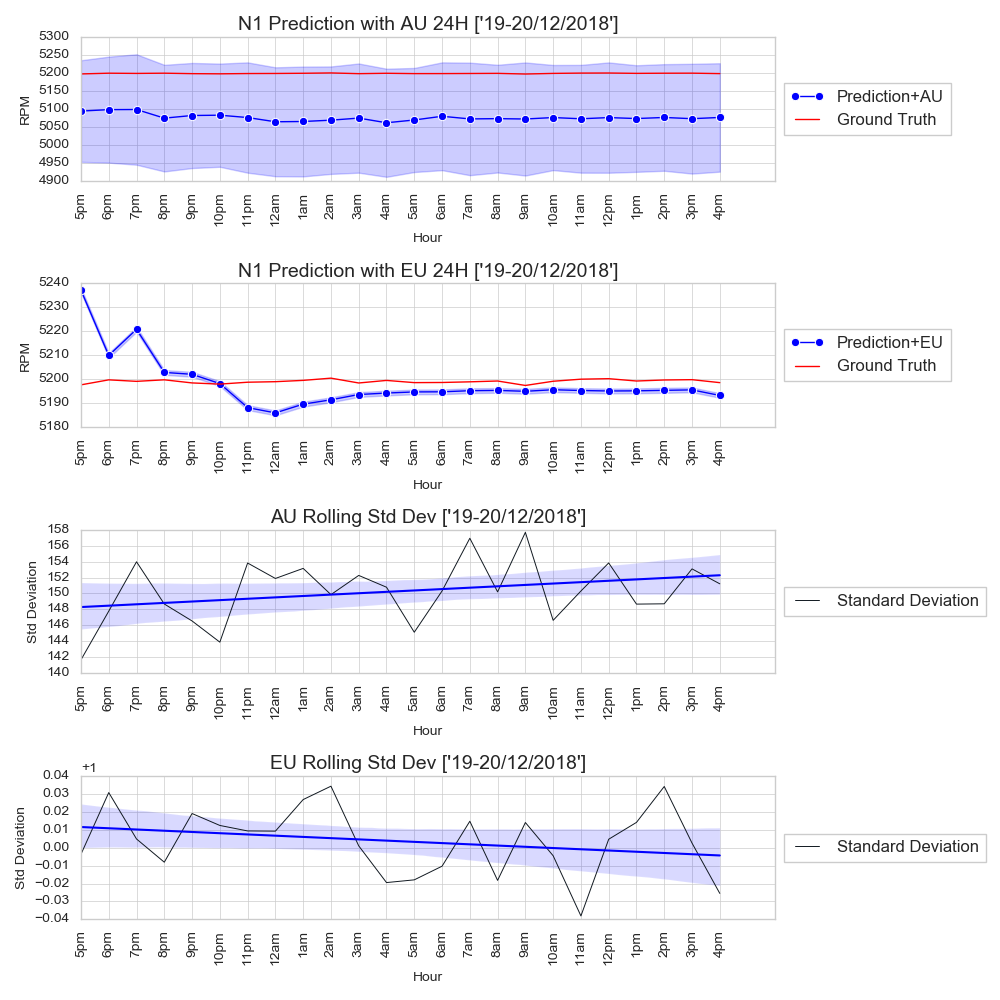 N1 Prediction with AU 24H ['19-20/12/2018']
5300
5250
5200
5150
5100
5050
5000
4950
4900
RPM
5pm 6pm 7pm 8pm 9pm 10pm 11pm 12am 1am 2am 3am 4am 5am 6am 7am 8am 9am 10am 11am 12pm 1pm 2pm 3pm 4pm
Hour
Prediction+AU
Ground Truth
N1 Prediction with EU 24H ['19-20/12/2018']
5240
5230
5220
5210
5200
5190
5180
RPM
5pm 6pm 7pm 8pm 9pm 10pm 11pm 12am 1am 2am 3am 4am 5am 6am 7am 8am 9am 10am 11am 12pm 1pm 2pm 3pm 4pm
Hour
Prediction+EU
Ground Truth
AU Rolling Std Dev ['19-20/12/2018']
158
156
154
152
150
148
146
144
142
140
Std Deviation
5pm 6pm 7pm 8pm 9pm 10pm 11pm 12am 1am 2am 3am 4am 5am 6am 7am 8am 9am 10am 11am 12pm 1pm 2pm 3pm 4pm
Hour
Standard Deviation
EU Rolling Std Dev ['19-20/12/2018']
+1
0.04
0.03
0.02
0.01
0.00
−0.01
−0.02
−0.03
−0.04
Std Deviation
5pm 6pm 7pm 8pm 9pm 10pm 11pm 12am 1am 2am 3am 4am 5am 6am 7am 8am 9am 10am 11am 12pm 1pm 2pm 3pm 4pm
Hour
Standard Deviation